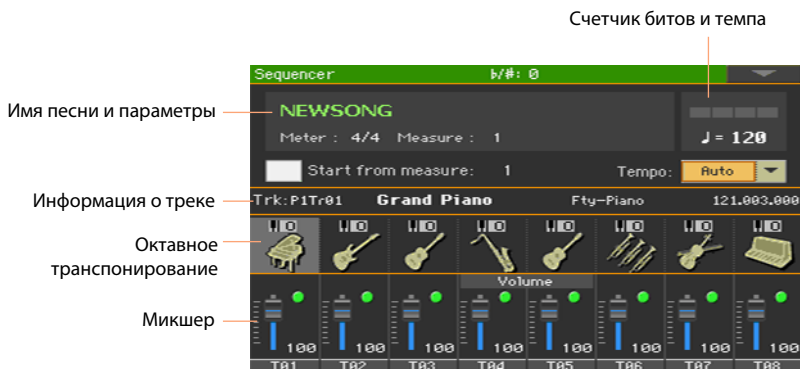 Счетчик битов и темпа
Sequencer ♭/#: 0
Имя песни и параметры
NEWSONG
Meter : 4/4 Measure : 1
♩= 120
Start from measure: 1 Tempo: Auto
Информация о треке
Trk:P1Tr01 Grand Piano Fty-Piano 121.003.000
Октавное
транспонирование
0 0 0 0 0 0 0 0
Volume
Микшер
100 100 100 100 100 100 100 100
T01 T02 T03 T04 T05 T06 T07 T08